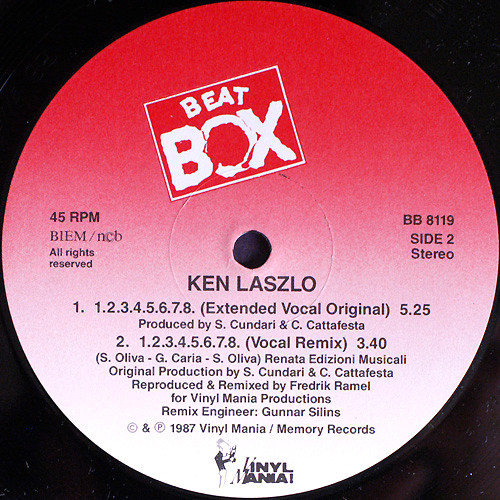 BEAT
BOX
45 RPM
BIEM / ncb
All rights
reserved
BB 8119
SIDE 2
Stereo
KEN LASZLO
1. 1.2.3.4.5.6.7.8. (Extended Vocal Original) 5.25
Produced by S. Cundari & C. Cattafesta
2. 1.2.3.4.5.6.7.8. (Vocal Remix) 3.40
(S. Oliva - G. Caria - S. Oliva) Renata Edizioni Musicali
Original Production by S. Cundari & C. Cattafesta
Reproduced & Remixed by Fredrik Ramel
for Vinyl Mania Productions
Remix Engineer: Gunnar Silins
© & ℗ 1987 Vinyl Mania / Memory Records
VINYL
MANIA!